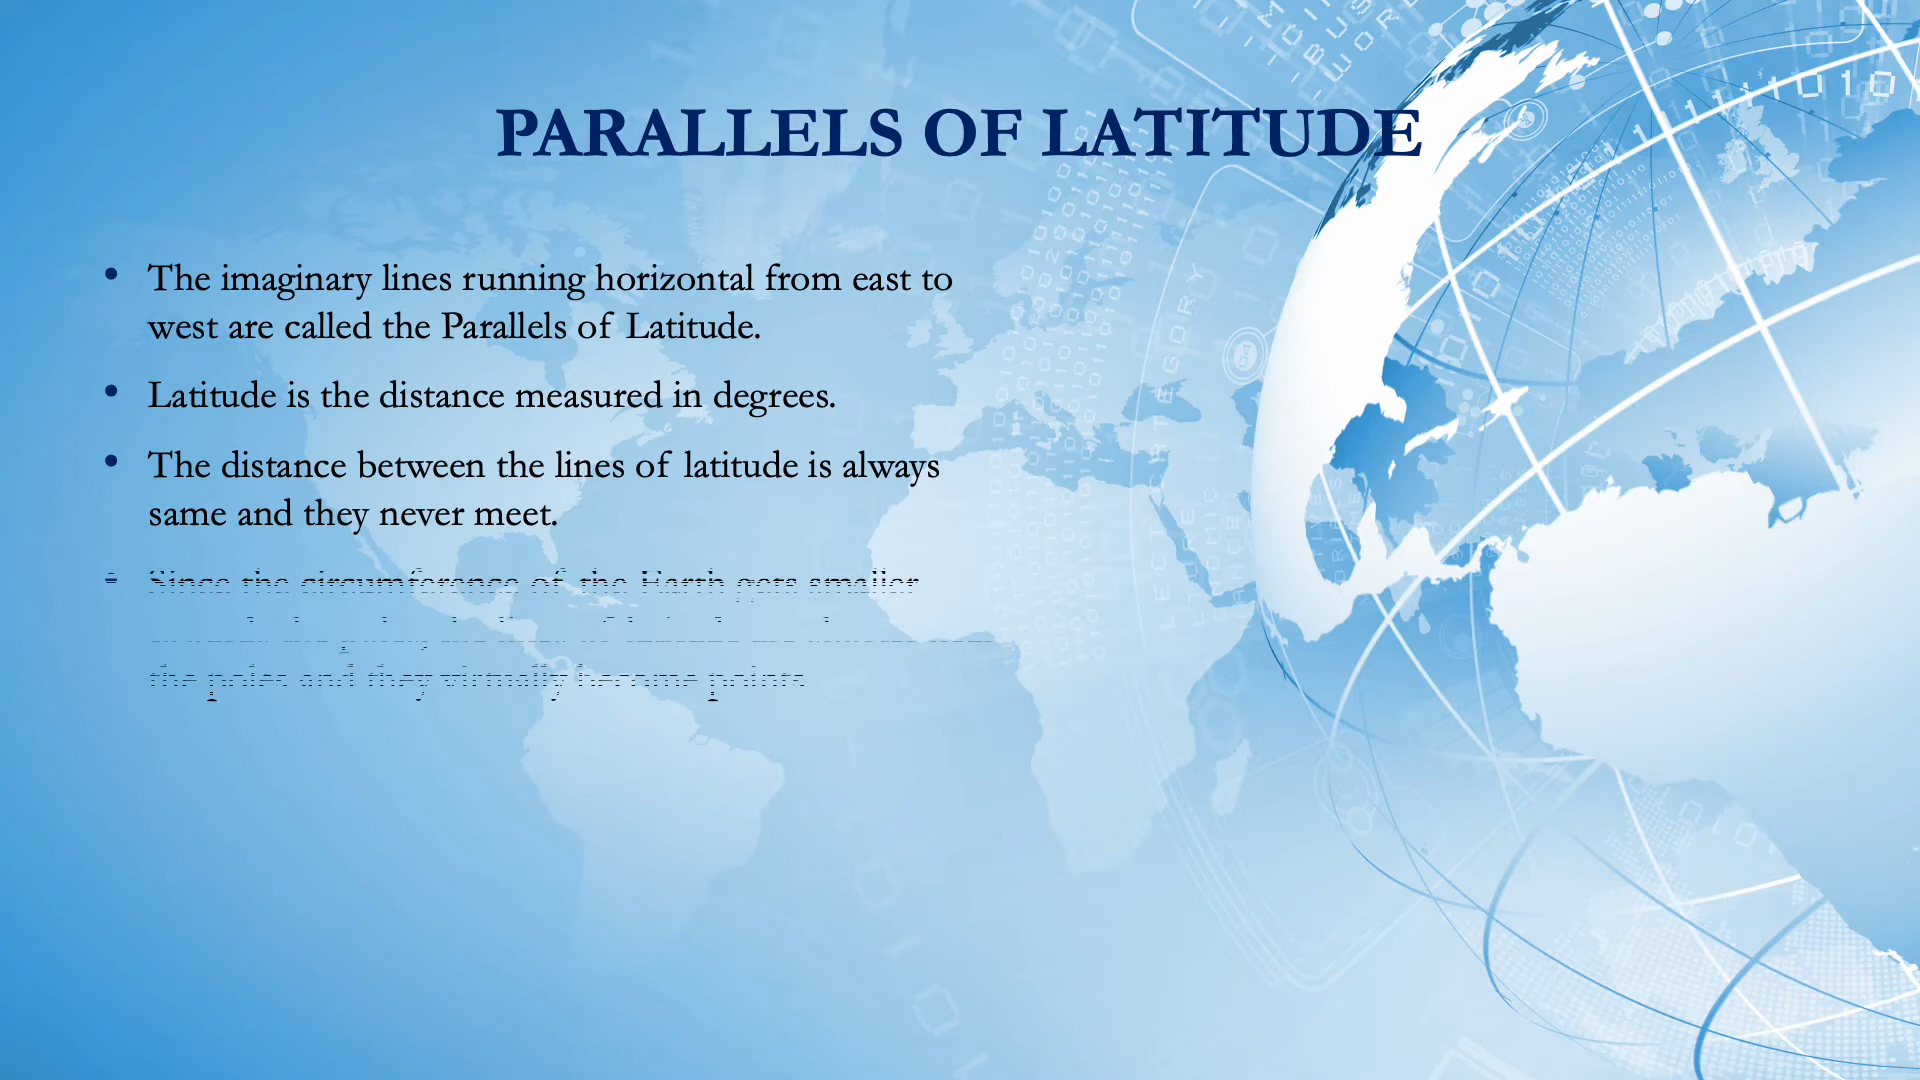 PARALLELS OF LATITUDE
• The imaginary lines running horizontal from east to
west are called the Parallels of Latitude.
• Latitude is the distance measured in degrees.
• The distance between the lines of latitude is always
same and they never meet.
• Since the circumference of the Earth gets smaller
the poles and they virtually become points